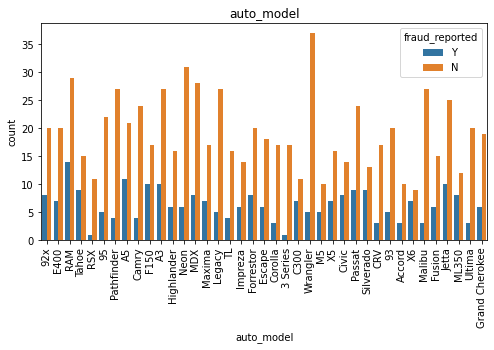 auto_model
fraud_reported
Y
N
count
35
30
25
20
15
10
5
0
92x
E400
RAM
Tahoe
RSX
95
Pathfinder
A5
Camry
F150
A3
Highlander
Neon
MDX
Maxima
Legacy
TL
Impreza
Forrestor
Escape
Corolla
3 Series
C300
Wrangler
M5
X5
Civic
Passat
Silverado
CRV
93
Accord
X6
Malibu
Fusion
Jetta
ML350
Ultima
Grand Cherokee
auto_model